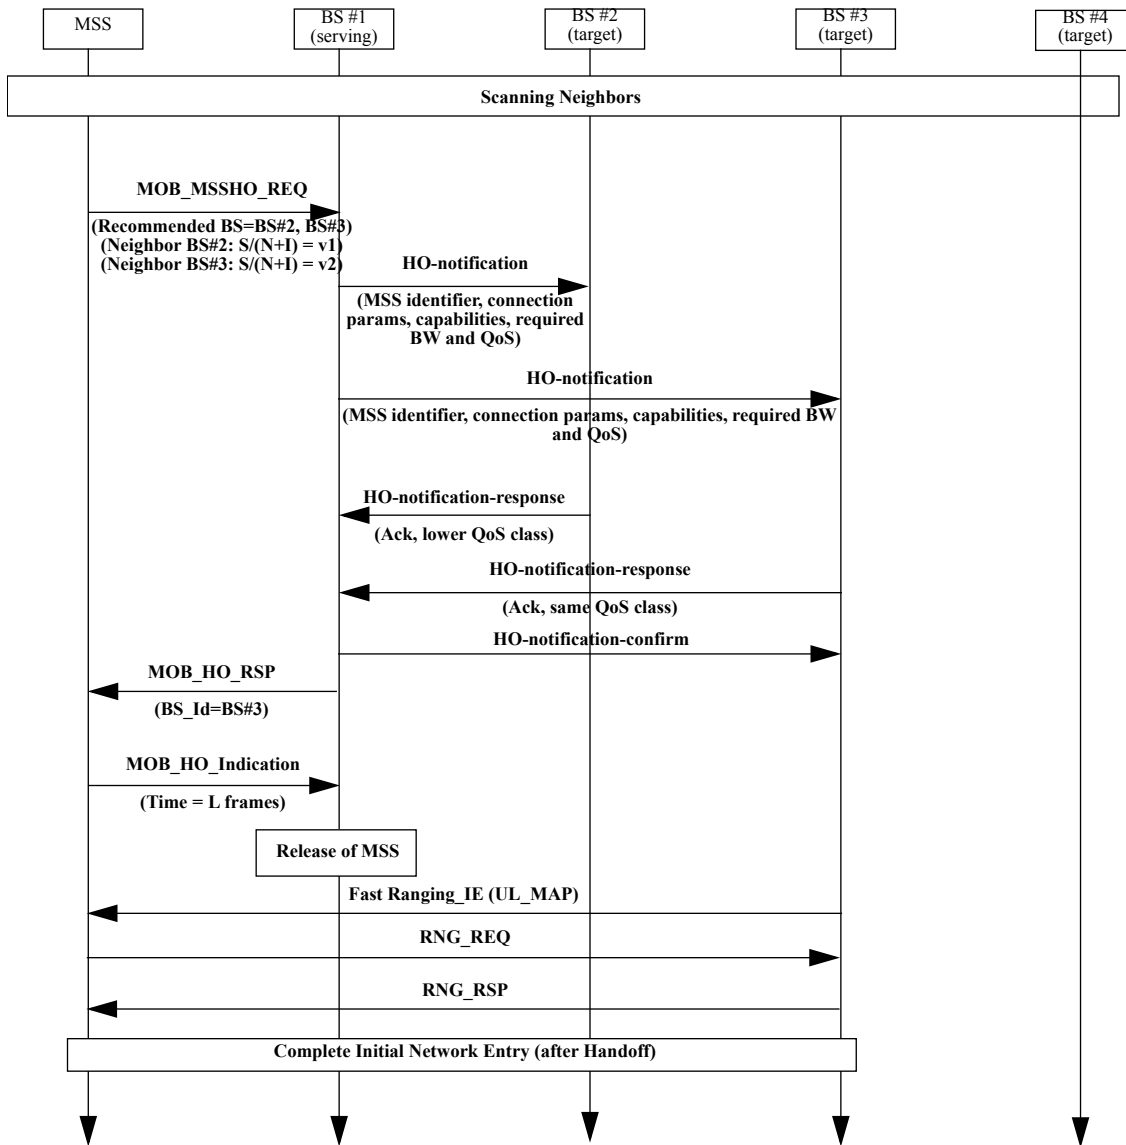 MSS
BS #1
(serving)
BS #2
(target)
BS #3
(target)
BS #4
(target)
Scanning Neighbors
MOB_MSSHO_REQ
(Recommended BS=BS#2, BS#3)
(Neighbor BS#2: S/(N+I) = v1)
(Neighbor BS#3: S/(N+I) = v2)
HO-notification
(MSS identifier, connection
params, capabilities, required
BW and QoS)
HO-notification
(MSS identifier, connection params, capabilities, required BW
and QoS)
HO-notification-response
(Ack, lower QoS class)
HO-notification-response
(Ack, same QoS class)
HO-notification-confirm
MOB_HO_RSP
(BS_Id=BS#3)
MOB_HO_Indication
(Time = L frames)
Release of MSS
Fast Ranging_IE (UL_MAP)
RNG_REQ
RNG_RSP
Complete Initial Network Entry (after Handoff)